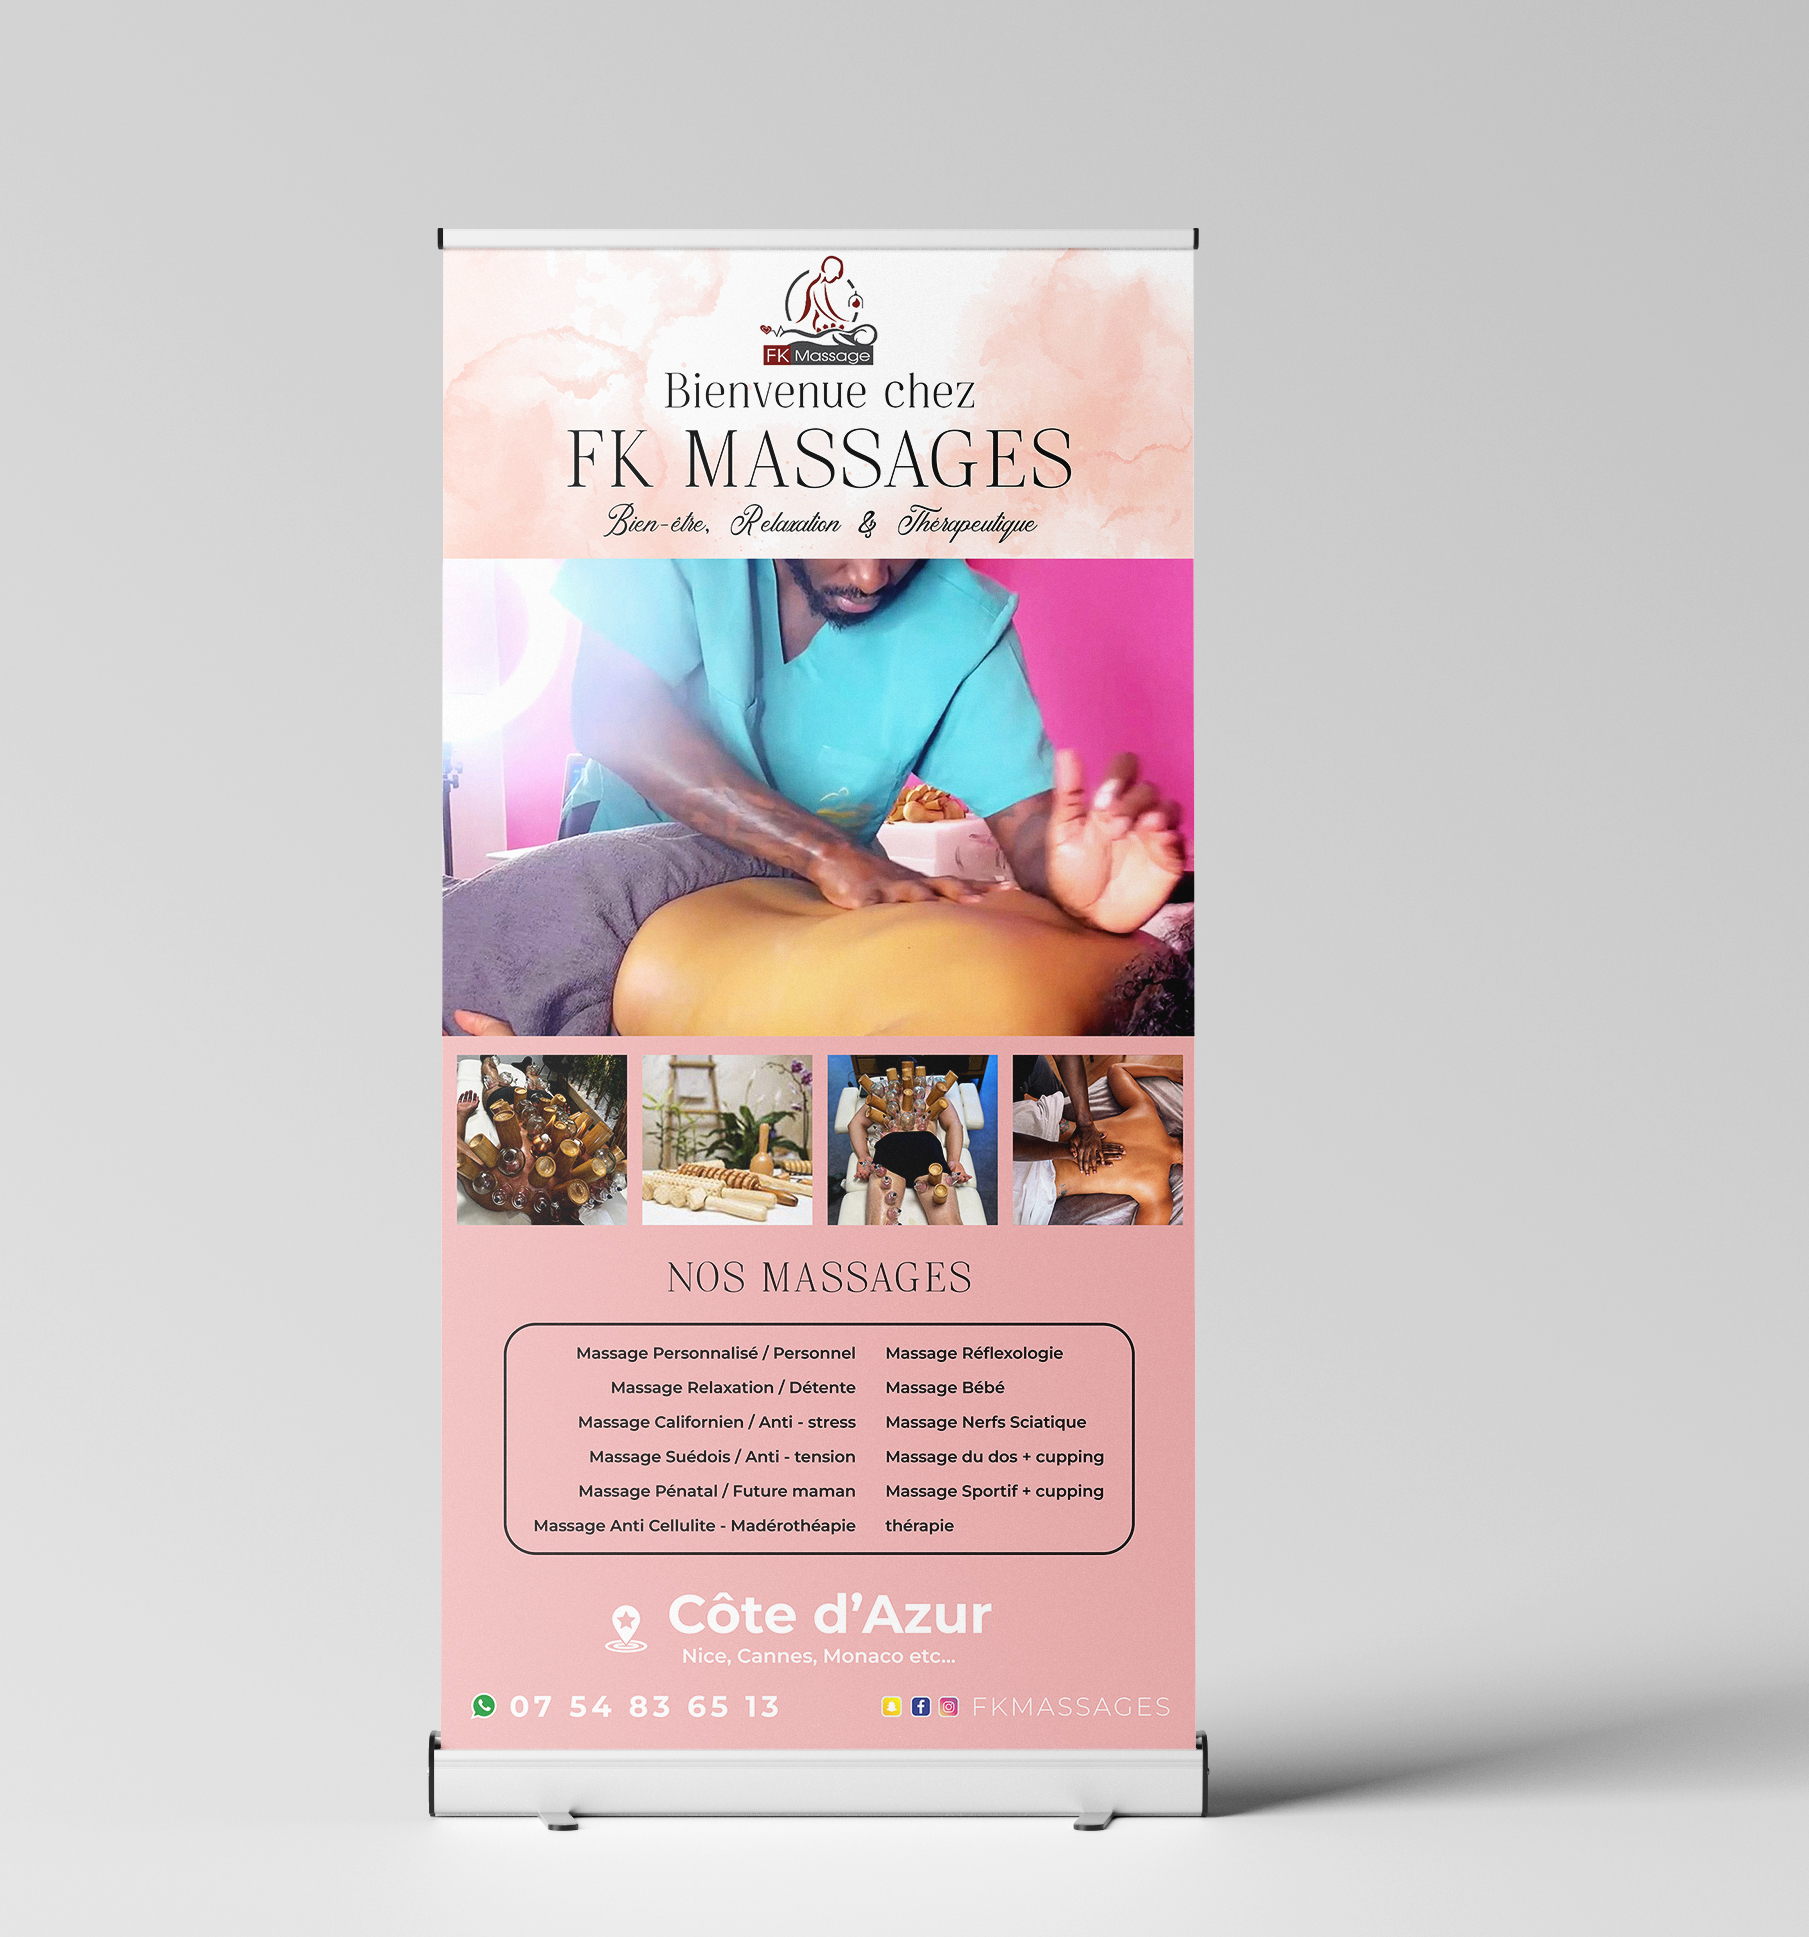 FK Massage
Bienvenue chez
FK MASSAGES
Bien-être, Relaxation & Thérapeutique
NOS MASSAGES
Massage Personnalisé / Personnel
Massage Relaxation / Détente
Massage Californien / Anti - stress
Massage Suédois / Anti - tension
Massage Pénatal / Future maman
Massage Anti Cellulite - Madérothéapie
Massage Réflexologie
Massage Bébé
Massage Nerfs Sciatique
Massage du dos + cupping
Massage Sportif + cupping
thérapie
Côte d'Azur
Nice, Cannes, Monaco etc...
07 54 83 65 13
FKMASSAGES